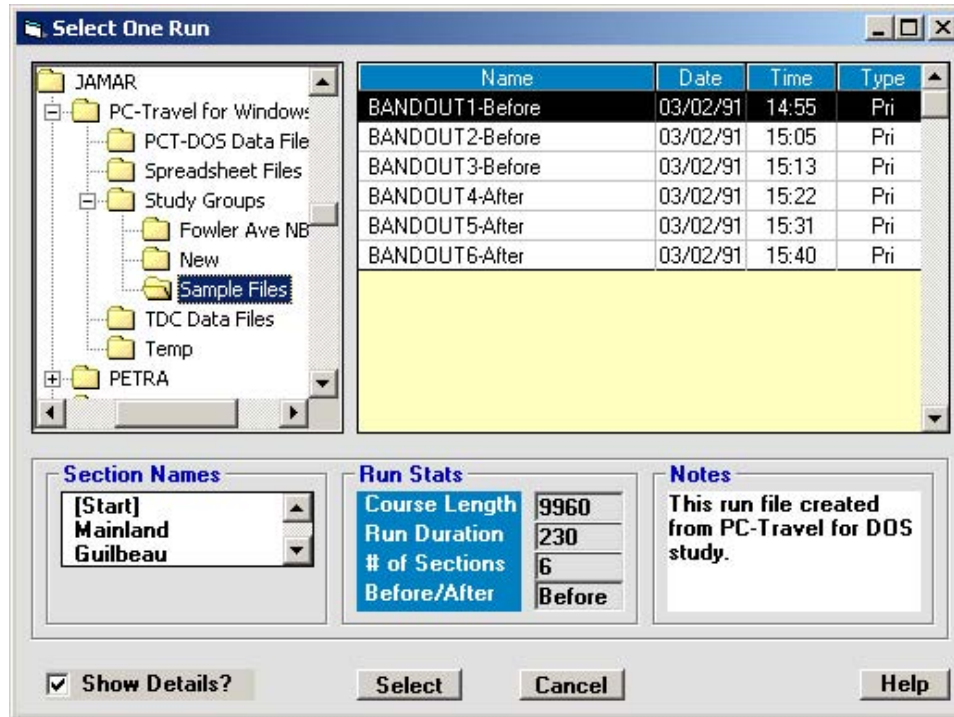 Select One Run
JAMAR
PC-Travel for Windows
PCT-DOS Data File
Spreadsheet Files
Study Groups
Fowler Ave NB
New
Sample Files
TDC Data Files
Temp
PETRA
Name Date Time Type
BANDOUT1-Before 03/02/91 14:55 Pri
BANDOUT2-Before 03/02/91 15:05 Pri
BANDOUT3-Before 03/02/91 15:13 Pri
BANDOUT4-After 03/02/91 15:22 Pri
BANDOUT5-After 03/02/91 15:31 Pri
BANDOUT6-After 03/02/91 15:40 Pri
Section Names
[Start]
Mainland
Guilbeau
Run Stats
Course Length 9960
Run Duration 230
# of Sections 6
Before/After Before
Notes
This run file created
from PC-Travel for DOS
study.
Show Details?
Select
Cancel
Help